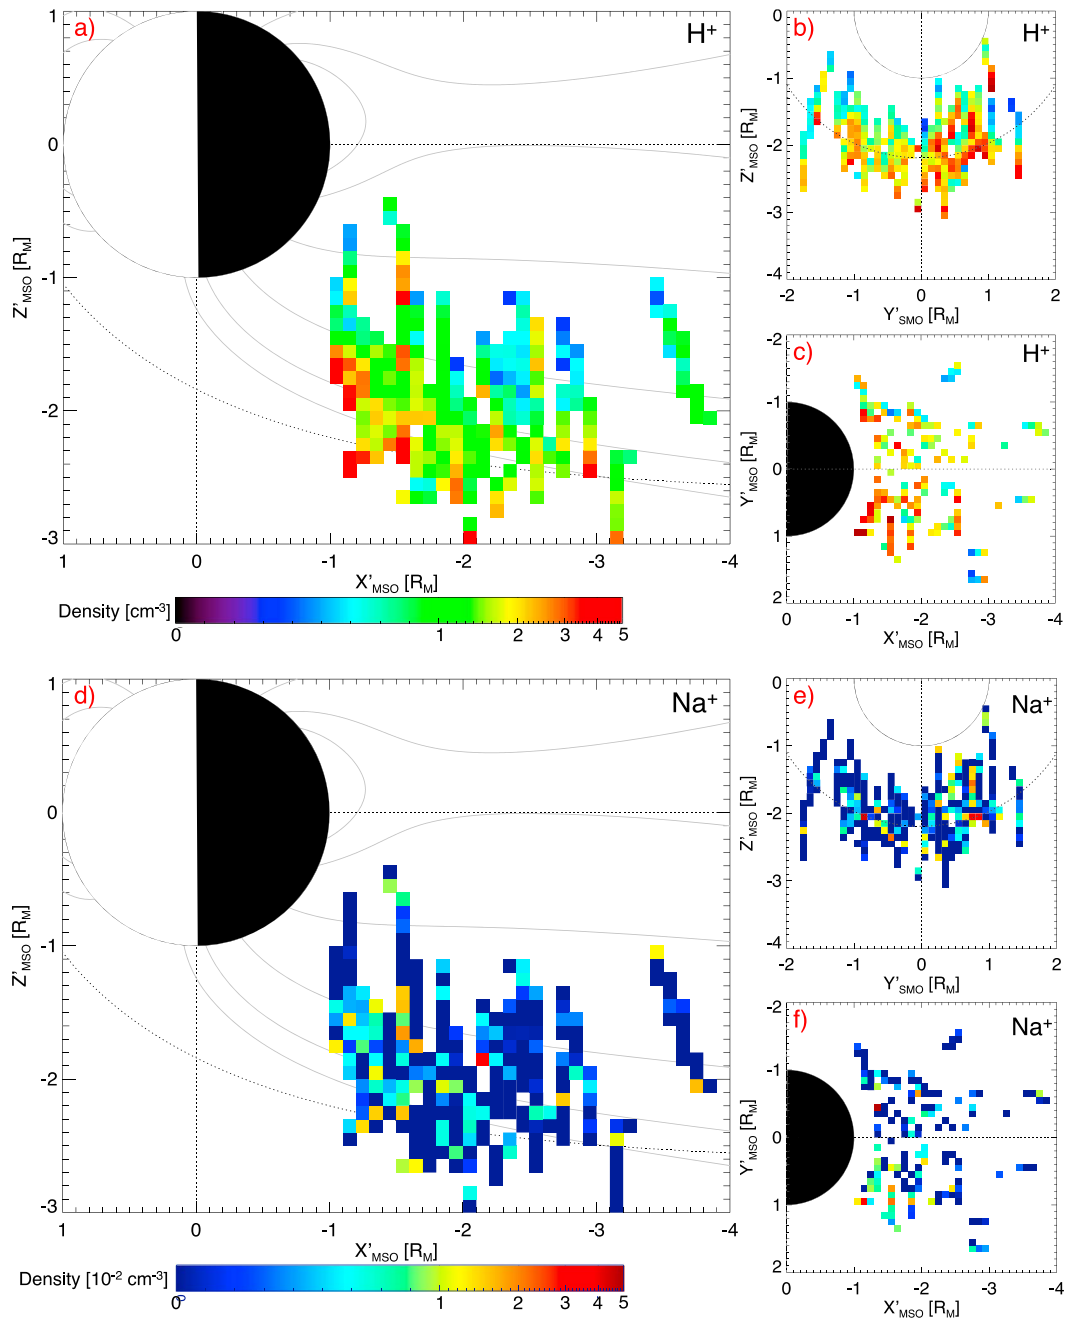 a) H+
1
0
-1
-2
-3
Z'MSO [RM]
1 0 -1 -2 -3 -4
X'MSO [RM]
Density [cm-3]
0 1 2 3 4 5
b) H+
0
-1
-2
-3
-4
Z'MSO [RM]
-2 -1 0 1 2
Y'SMO [RM]
c) H+
-2
-1
0
1
2
Y'MSO [RM]
0 -1 -2 -3 -4
X'MSO [RM]
d) Na+
1
0
-1
-2
-3
Z'MSO [RM]
1 0 -1 -2 -3 -4
X'MSO [RM]
Density [10-2 cm-3]
0 1 2 3 4 5
e) Na+
0
-1
-2
-3
-4
Z'MSO [RM]
-2 -1 0 1 2
Y'SMO [RM]
f) Na+
-2
-1
0
1
2
Y'MSO [RM]
0 -1 -2 -3 -4
X'MSO [RM]